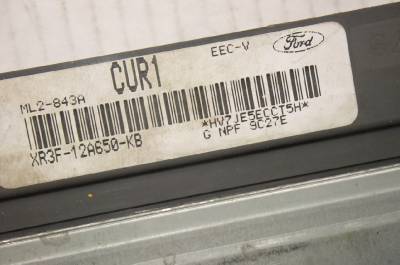 EEC-V Ford
ML2-843A CUR1
*HV7JE5ECCT5H*
XR3F-12A650-KB
G NPF 9C27E